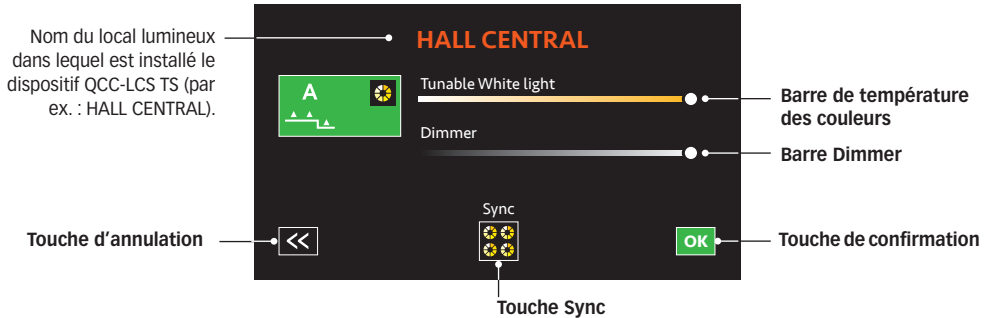 Nom du local lumineux
dans lequel est installé le
dispositif QCC-LCS TS (par
ex. : HALL CENTRAL).
HALL CENTRAL
A
Tunable White light
Barre de température
des couleurs
Dimmer
Barre Dimmer
Touche d’annulation
<<
Sync
OK
Touche de confirmation
Touche Sync